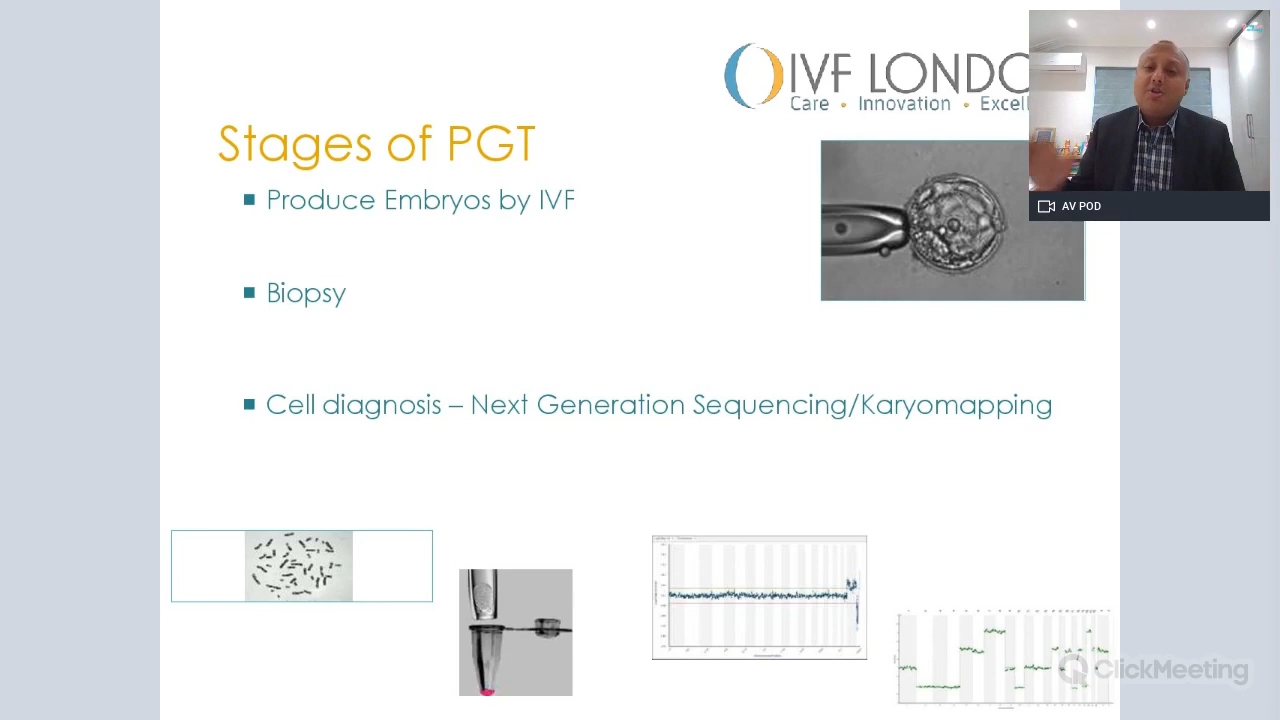 IVF LONDO
Care • Innovation • Excell
AV POD
Stages of PGT
Produce Embryos by IVF
Biopsy
Cell diagnosis – Next Generation Sequencing/Karyomapping
ClickMeeting